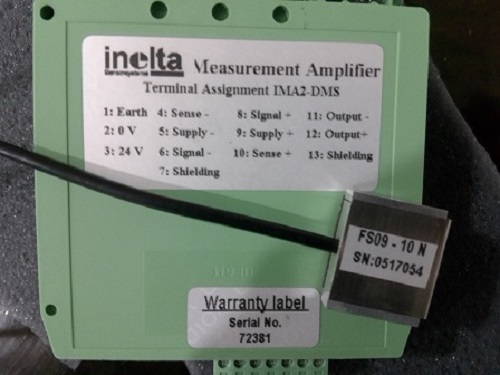 inelta Measurement Amplifier
Sensorsysteme
Terminal Assignment IMA2-DMS
1: Earth 4: Sense - 8: Signal + 11: Output -
2: 0 V 5: Supply - 9: Supply + 12: Output +
3: 24 V 6: Signal - 10: Sense + 13: Shielding
7: Shielding
FS09 - 10 N
SN:0517054
Warranty label
Serial No.
72381